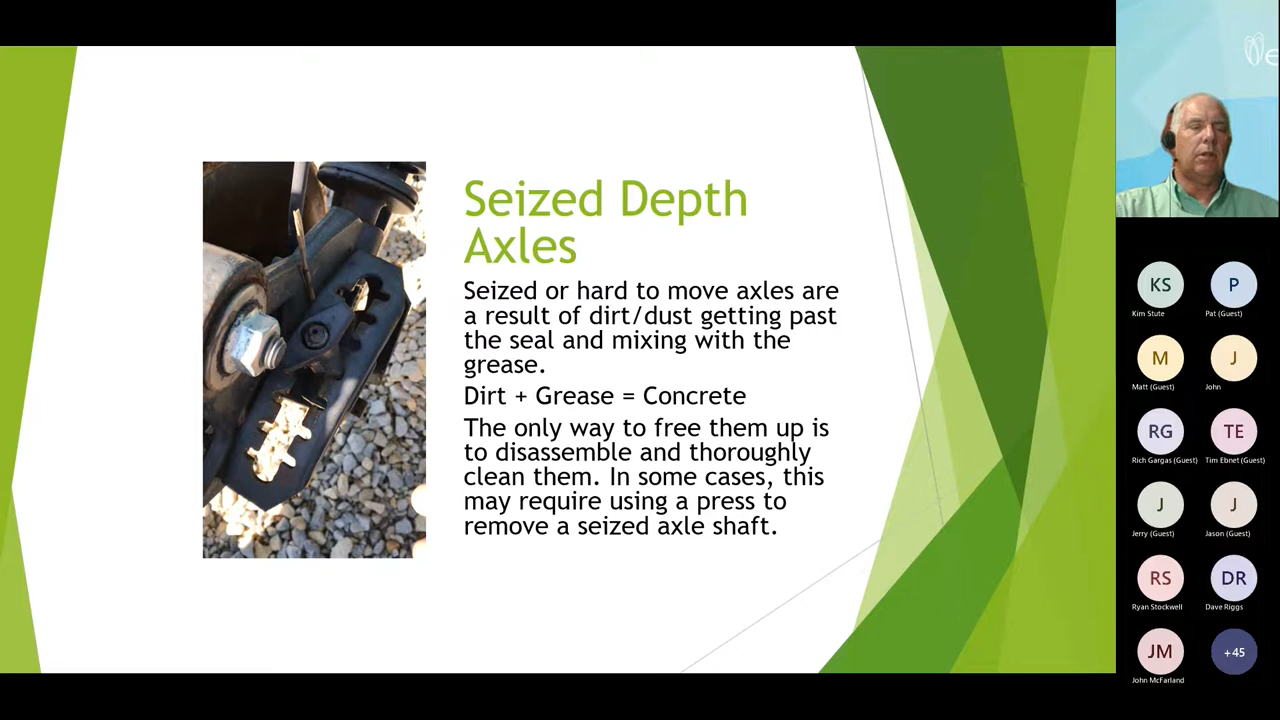 Seized Depth
Axles
Seized or hard to move axles are
a result of dirt/dust getting past
the seal and mixing with the
grease.
Dirt + Grease = Concrete
The only way to free them up is
to disassemble and thoroughly
clean them. In some cases, this
may require using a press to
remove a seized axle shaft.
KS
Kim Stute
P
Pat (Guest)
M
Matt (Guest)
J
John
RG
Rich Gargas (Guest)
TE
Tim Ebnet (Guest)
J
Jerry (Guest)
J
Jason (Guest)
RS
Ryan Stockwell
DR
Dave Riggs
JM
John McFarland
+45